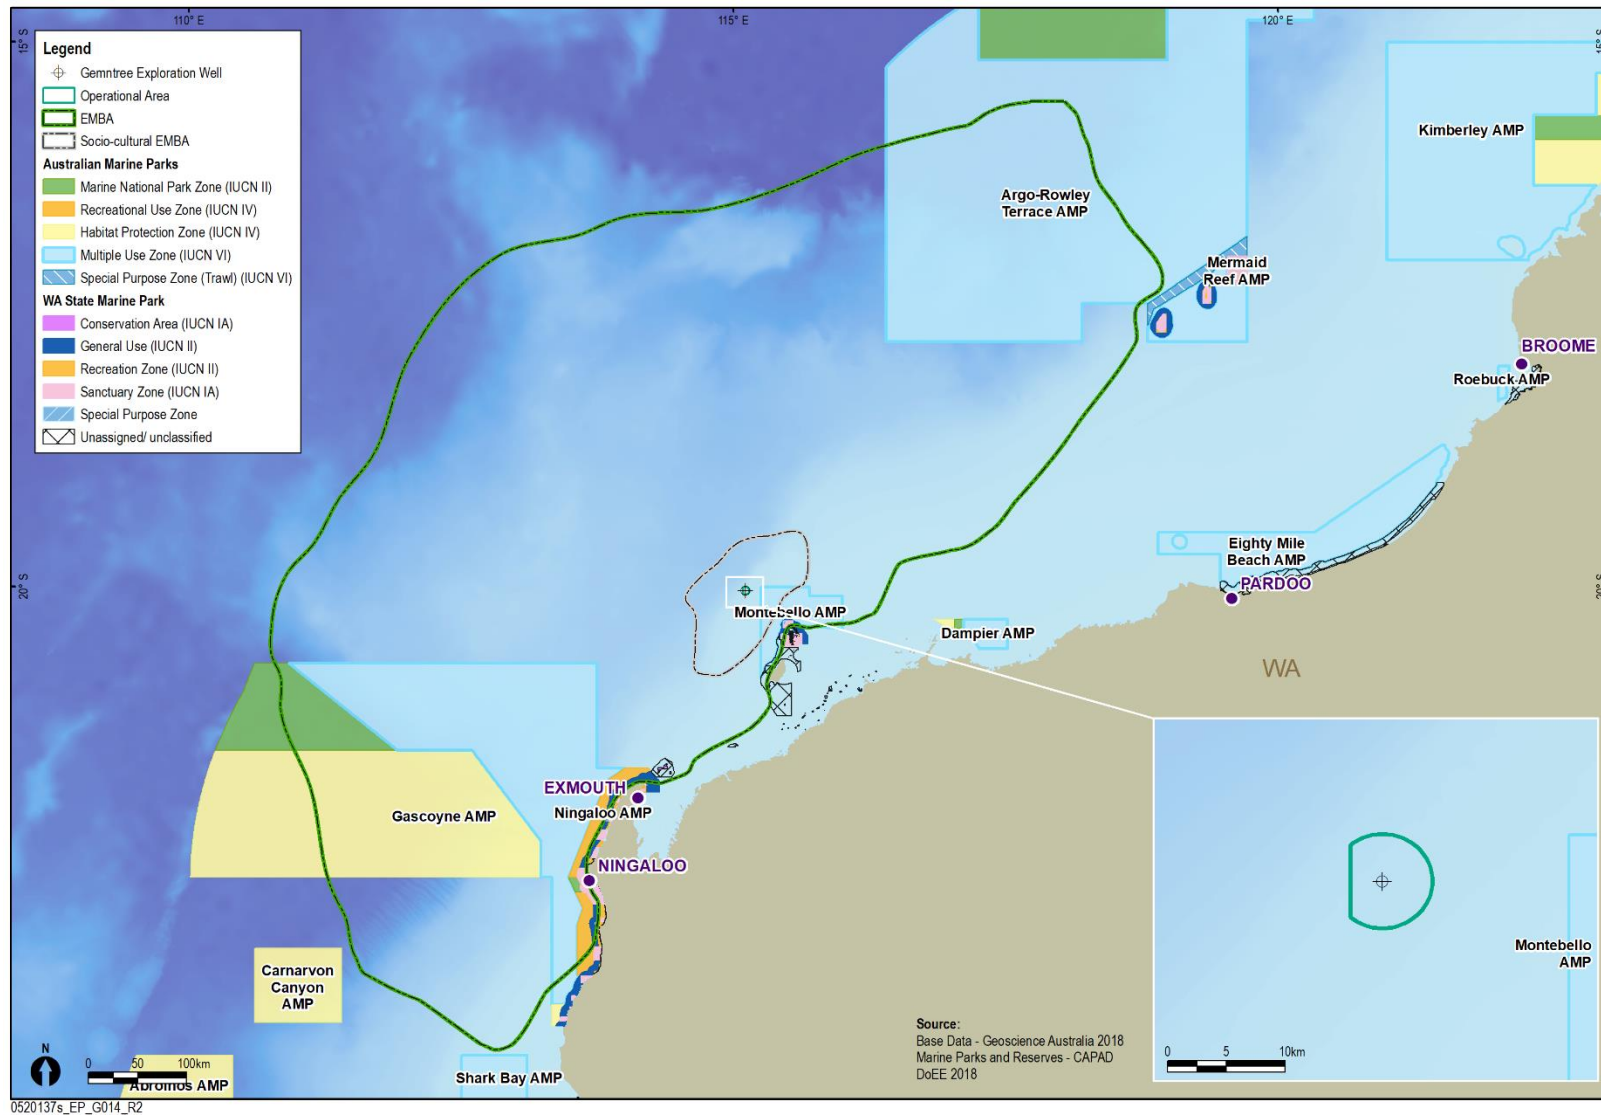 110° E
115° E
120° E
15° S
15° S
Legend
Gemntree Exploration Well
Operational Area
EMBA
Socio-cultural EMBA
Australian Marine Parks
Marine National Park Zone (IUCN II)
Recreational Use Zone (IUCN IV)
Habitat Protection Zone (IUCN IV)
Multiple Use Zone (IUCN VI)
Special Purpose Zone (Trawl) (IUCN VI)
WA State Marine Park
Conservation Area (IUCN IA)
General Use (IUCN II)
Recreation Zone (IUCN II)
Sanctuary Zone (IUCN IA)
Special Purpose Zone
Unassigned/ unclassified
Kimberley AMP
Argo-Rowley
Terrace AMP
Mermaid
Reef AMP
BROOME
Roebuck AMP
Eighty Mile
Beach AMP
PARDOO
20° S
20° S
Montebello AMP
Dampier AMP
WA
EXMOUTH
Ningaloo AMP
Gascoyne AMP
NINGALOO
Carnarvon
Canyon
AMP
Montebello
AMP
Source:
Base Data - Geoscience Australia 2018
Marine Parks and Reserves - CAPAD
DoEE 2018
0 5 10km
N
0 50 100km
Abrolhos AMP
Shark Bay AMP
0520137s_EP_G014_R2